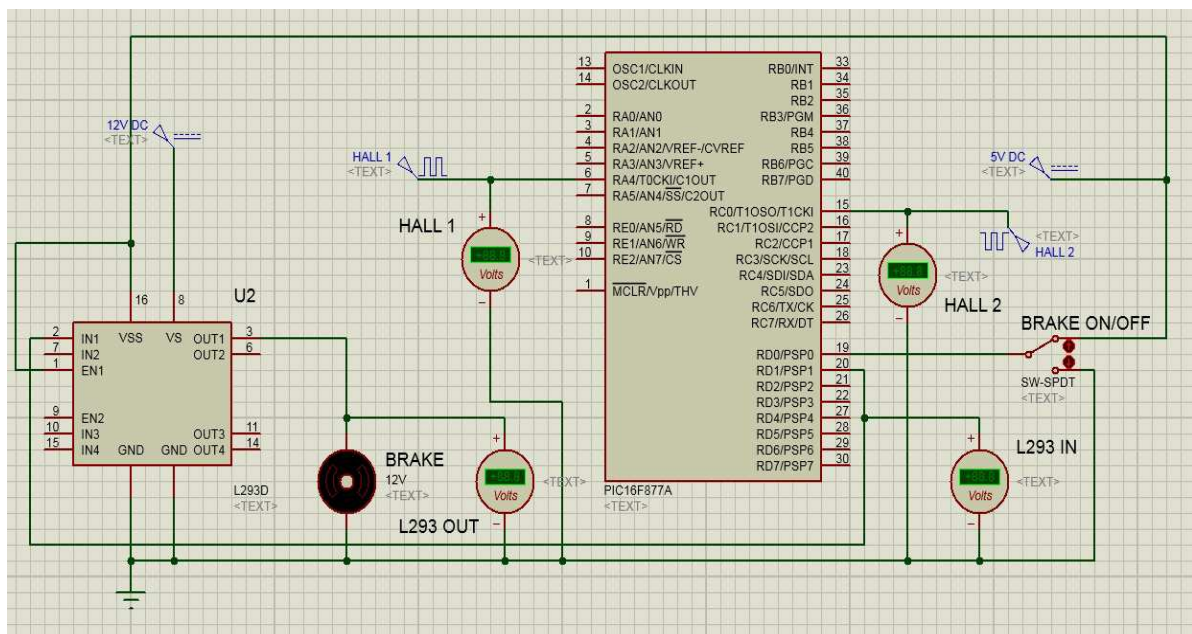 12V DC
<TEXT>
HALL 1
<TEXT>
HALL 1
+
+88.8
Volts
−
<TEXT>
13 OSC1/CLKIN RB0/INT 33
14 OSC2/CLKOUT RB1 34
RB2 35
2 RA0/AN0 RB3/PGM 36
3 RA1/AN1 RB4 37
4 RA2/AN2/VREF-/CVREF RB5 38
5 RA3/AN3/VREF+ RB6/PGC 39
6 RA4/T0CKI/C1OUT RB7/PGD 40
7 RA5/AN4/SS/C2OUT
RC0/T1OSO/T1CKI 15
8 RE0/AN5/RD RC1/T1OSI/CCP2 16
9 RE1/AN6/WR RC2/CCP1 17
10 RE2/AN7/CS RC3/SCK/SCL 18
RC4/SDI/SDA 23
1 MCLR/Vpp/THV RC5/SDO 24
RC6/TX/CK 25
RC7/RX/DT 26
RD0/PSP0 19
RD1/PSP1 20
RD2/PSP2 21
RD3/PSP3 22
RD4/PSP4 27
RD5/PSP5 28
RD6/PSP6 29
RD7/PSP7 30
PIC16F877A
<TEXT>
5V DC
<TEXT>
<TEXT>
HALL 2
+
+88.8
Volts
−
<TEXT>
HALL 2
BRAKE ON/OFF
SW-SPDT
<TEXT>
U2
16 8
VSS VS
2 IN1 OUT1 3
7 IN2 OUT2 6
1 EN1
9 EN2
10 IN3 OUT3 11
15 IN4 OUT4 14
GND GND
L293D
<TEXT>
BRAKE
12V
<TEXT>
+
+88.8
Volts
−
<TEXT>
L293 OUT
+
+88.8
Volts
−
L293 IN
<TEXT>